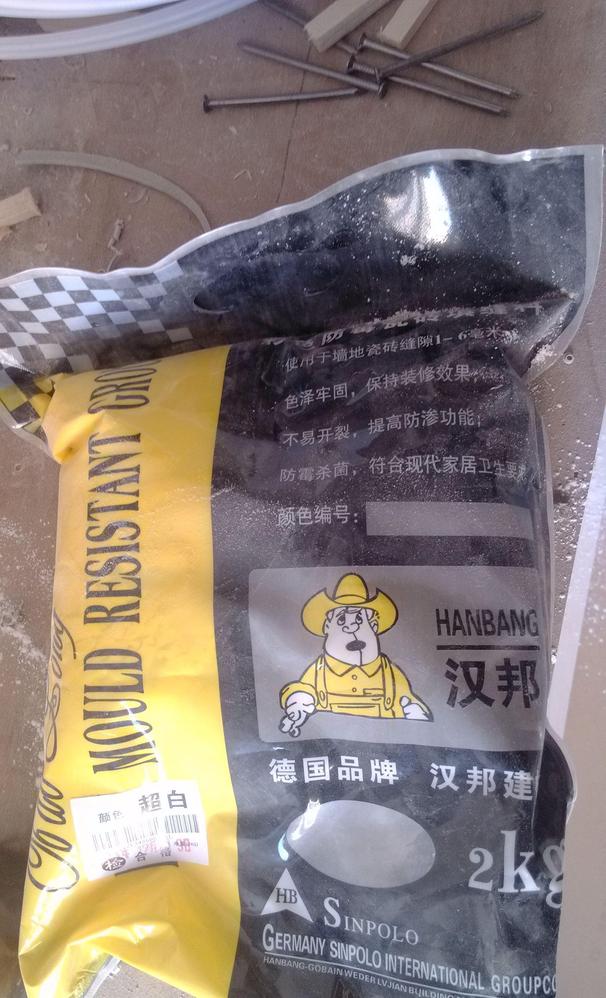 使用于墙地瓷砖缝隙1-6毫米
色泽牢固，保持装修效果；
不易开裂，提高防渗功能；
防霉杀菌，符合现代家居卫生要求
颜色编号：
MOULD RESISTANT GROU
HANBANG
汉邦
德国品牌 汉邦建
颜色 超白
合格
2kg
HB
SINPOLO
GERMANY SINPOLO INTERNATIONAL GROUPCO
HANBANG-GOBAIN WEDER LVJIAN BUILDING